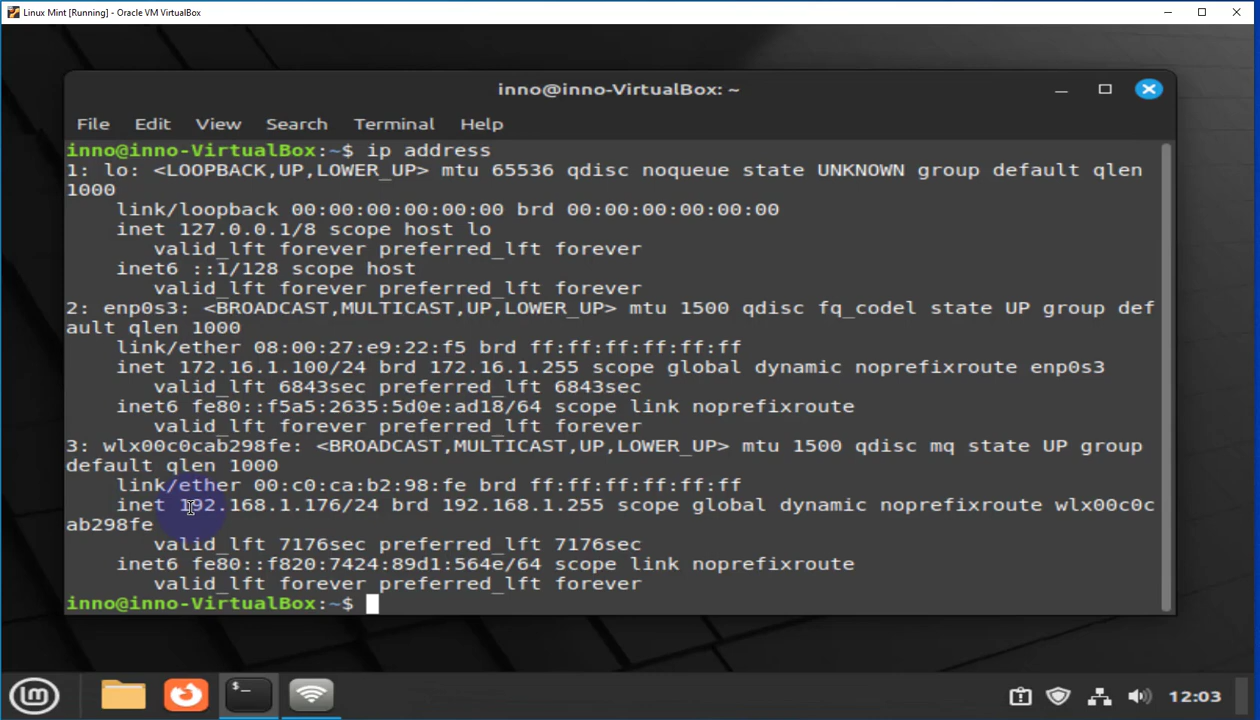 Linux Mint [Running] - Oracle VM VirtualBox
inno@inno-VirtualBox: ~
File Edit View Search Terminal Help
inno@inno-VirtualBox:~$ ip address
1: lo: <LOOPBACK,UP,LOWER_UP> mtu 65536 qdisc noqueue state UNKNOWN group default qlen
1000
link/loopback 00:00:00:00:00:00 brd 00:00:00:00:00:00
inet 127.0.0.1/8 scope host lo
valid_lft forever preferred_lft forever
inet6 ::1/128 scope host
valid_lft forever preferred_lft forever
2: enp0s3: <BROADCAST,MULTICAST,UP,LOWER_UP> mtu 1500 qdisc fq_codel state UP group def
ault qlen 1000
link/ether 08:00:27:e9:22:f5 brd ff:ff:ff:ff:ff:ff
inet 172.16.1.100/24 brd 172.16.1.255 scope global dynamic noprefixroute enp0s3
valid_lft 6843sec preferred_lft 6843sec
inet6 fe80::f5a5:2635:5d0e:ad18/64 scope link noprefixroute
valid_lft forever preferred_lft forever
3: wlx00c0cab298fe: <BROADCAST,MULTICAST,UP,LOWER_UP> mtu 1500 qdisc mq state UP group
default qlen 1000
link/ether 00:c0:ca:b2:98:fe brd ff:ff:ff:ff:ff:ff
inet 192.168.1.176/24 brd 192.168.1.255 scope global dynamic noprefixroute wlx00c0c
ab298fe
valid_lft 7176sec preferred_lft 7176sec
inet6 fe80::f820:7424:89d1:564e/64 scope link noprefixroute
valid_lft forever preferred_lft forever
inno@inno-VirtualBox:~$
12:03